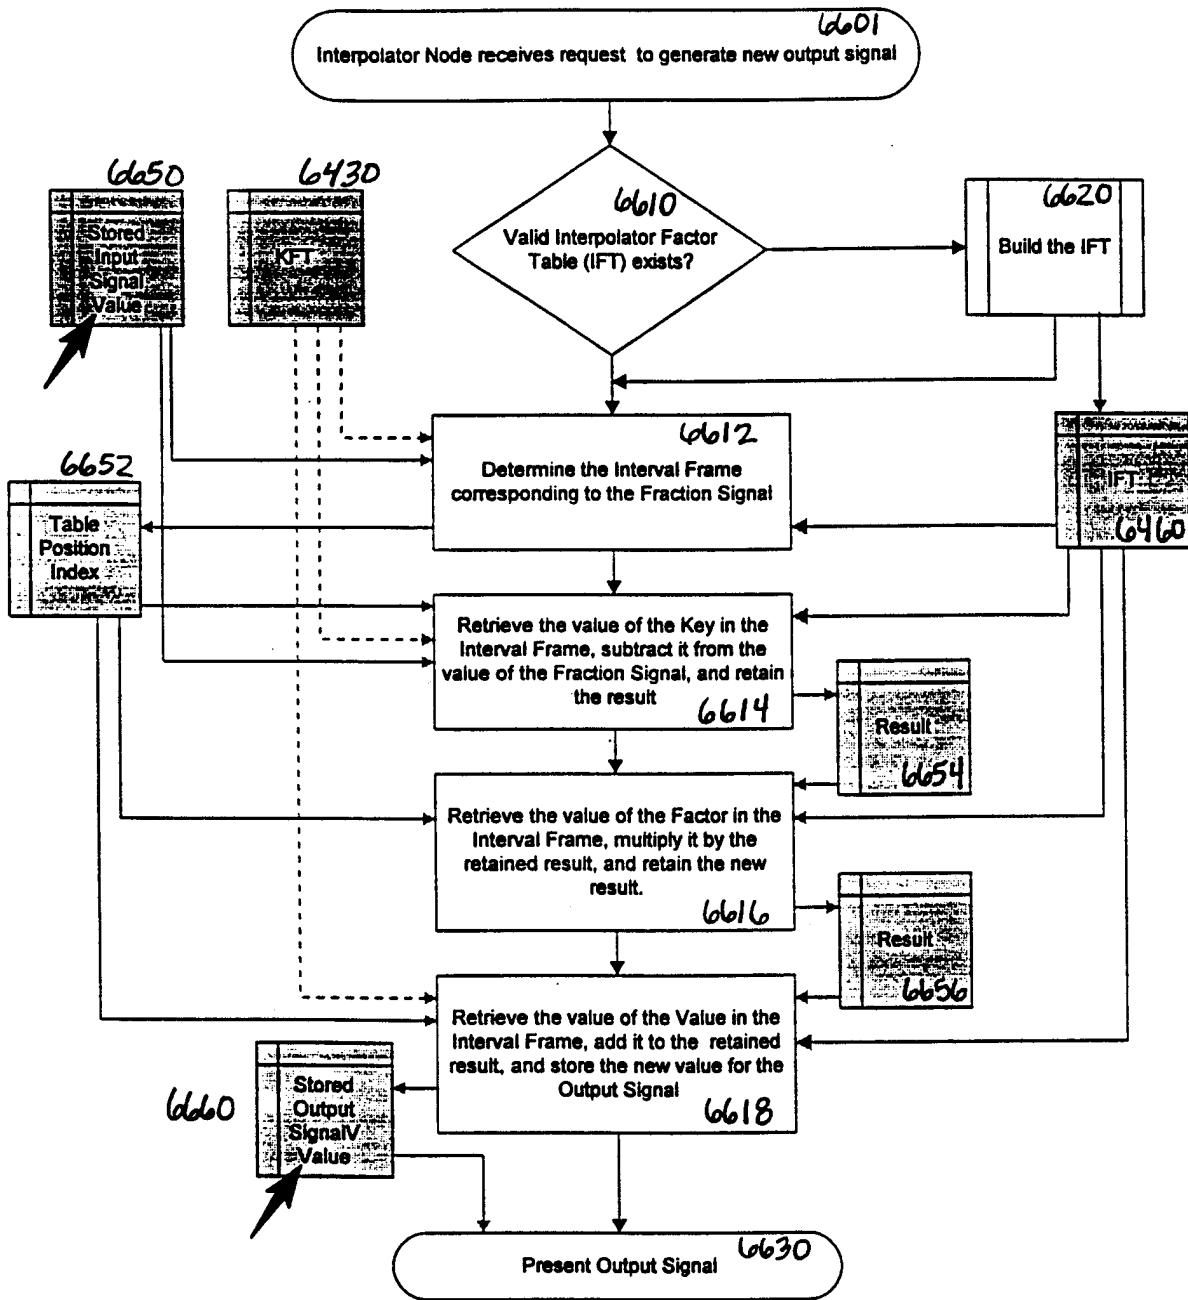 6601
Interpolator Node receives request to generate new output signal
6650
Stored
Input
Signal
Value
6430
KFT
6610
Valid Interpolator Factor
Table (IFT) exists?
6620
Build the IFT
6612
Determine the Interval Frame
corresponding to the Fraction Signal
IFT
6460
6652
Table
Position
Index
Retrieve the value of the Key in the
Interval Frame, subtract it from the
value of the Fraction Signal, and retain
the result
6614
Result
6654
Retrieve the value of the Factor in the
Interval Frame, multiply it by the
retained result, and retain the new
result.
6616
Result
6656
Retrieve the value of the Value in the
Interval Frame, add it to the retained
result, and store the new value for the
Output Signal
6618
6660
Stored
Output
SignalV
Value
6630
Present Output Signal